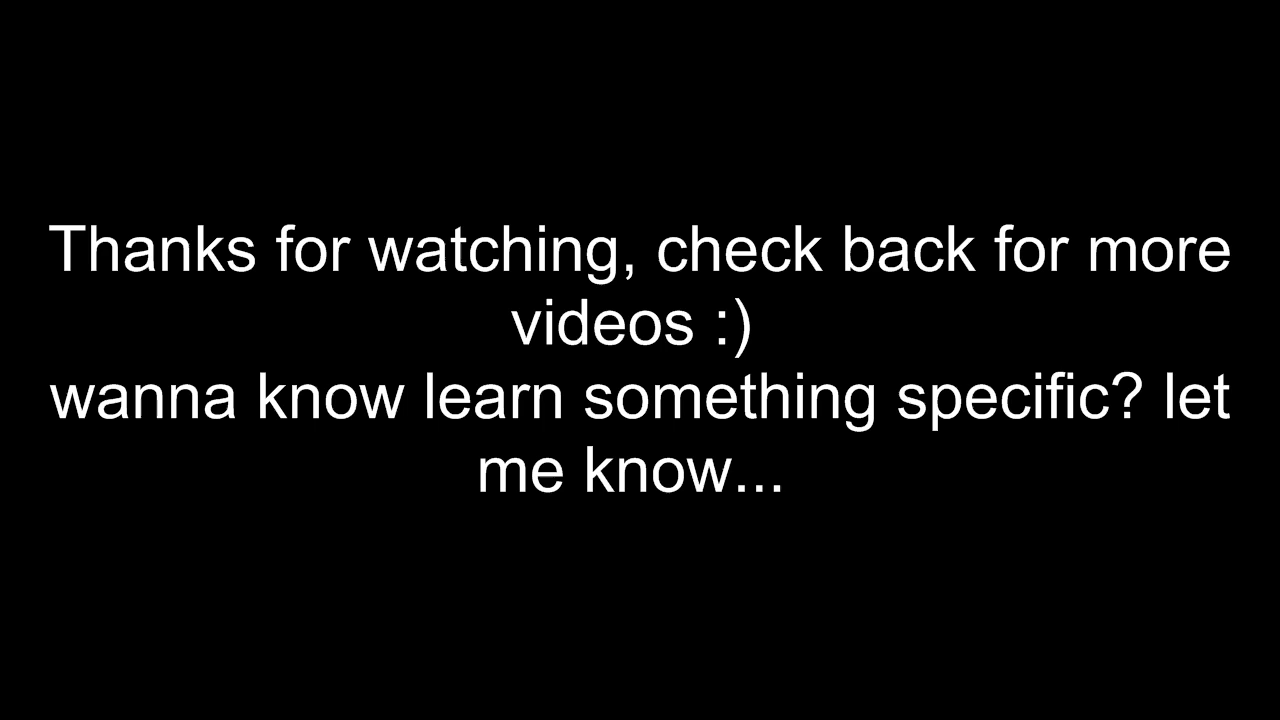 Thanks for watching, check back for more
videos :)
wanna know learn something specific? let
me know...